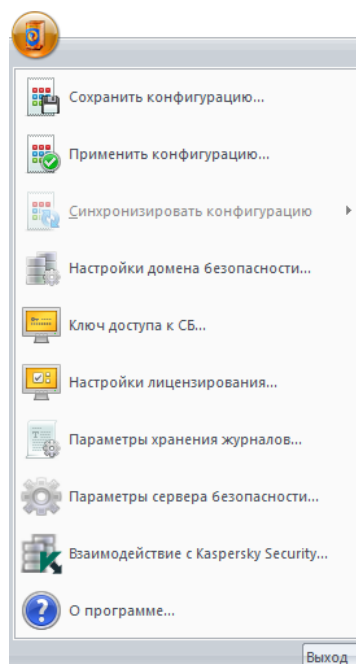 Сохранить конфигурацию...
Применить конфигурацию...
Синхронизировать конфигурацию
Настройки домена безопасности...
Ключ доступа к СБ...
Настройки лицензирования...
Параметры хранения журналов...
Параметры сервера безопасности...
Взаимодействие с Kaspersky Security...
О программе...
Выход